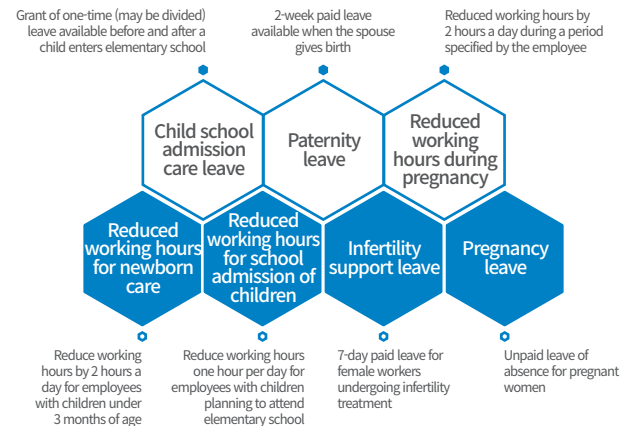 Grant of one-time (may be divided)
leave available before and after a
child enters elementary school
2-week paid leave
available when the spouse
gives birth
Reduced working hours by
2 hours a day during a period
specified by the employee
Child school
admission
care leave
Paternity
leave
Reduced
working
hours during
pregnancy
Reduced
working hours
for newborn
care
Reduced
working hours
for school
admission of
children
Infertility
support leave
Pregnancy
leave
Reduce working
hours by 2 hours a
day for employees
with children under
3 months of age
Reduce working hours
one hour per day for
employees with children
planning to attend
elementary school
7-day paid leave for
female workers
undergoing infertility
treatment
Unpaid leave of
absence for pregnant
women